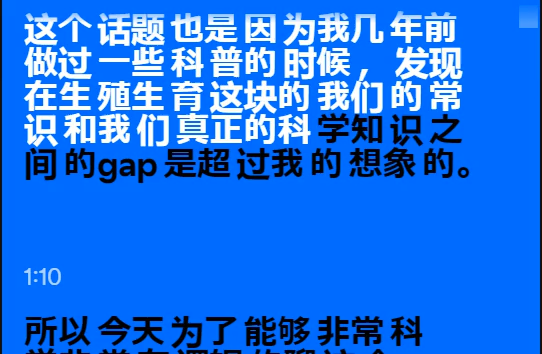 这个话题也是因为我几年前
做过一些科普的时候，发现
在生殖生育这块的我们的常
识和我们真正的科学知识之
间的gap是超过我的想象的。
1:10
所以今天为了能够非常科